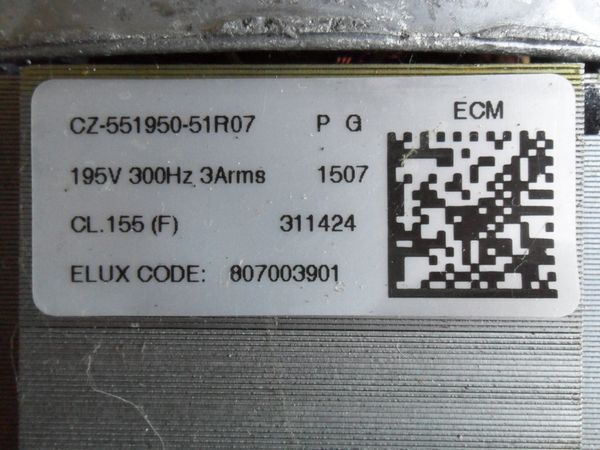 CZ-551950-51R07 P G ECM
195V 300Hz 3Arms 1507
CL.155 (F) 311424
ELUX CODE: 807003901